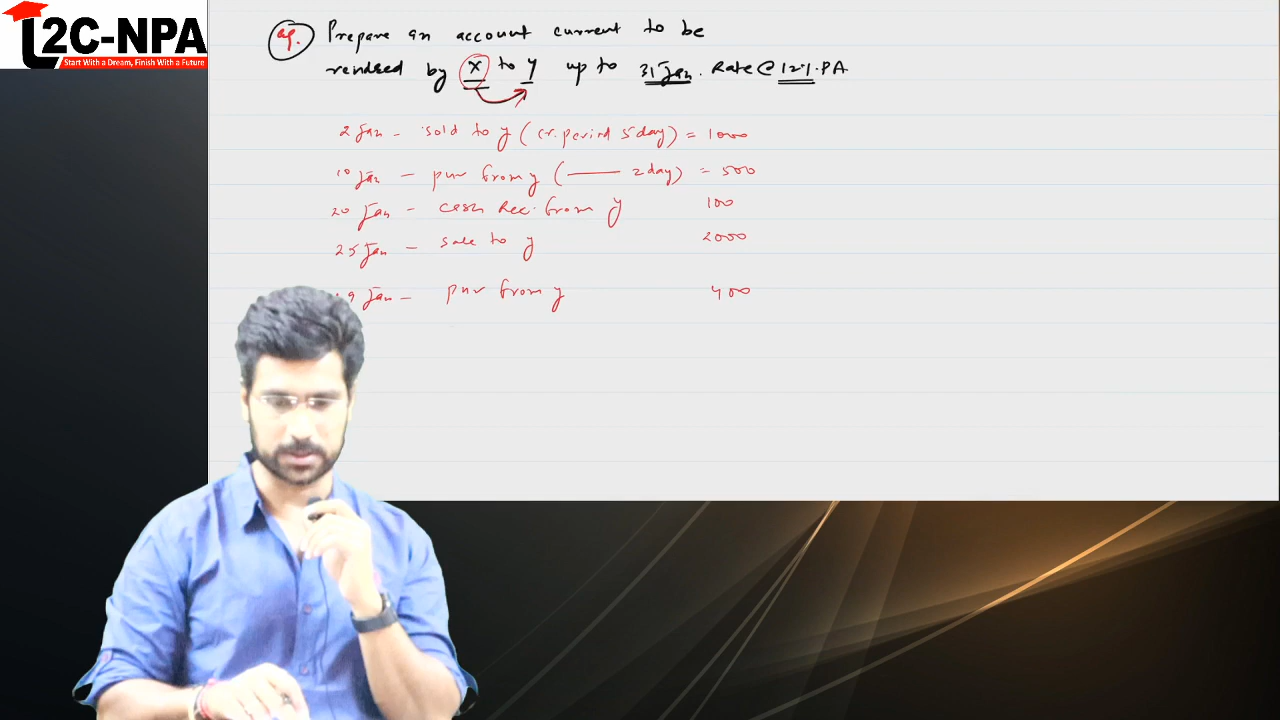 L2C-NPA
Start With a Dream, Finish With a Future
Prepare an account current to be
rendred by X to y up to 31 Jan. Rate @ 12%.PA
2 Jan - sold to y (cr. period 5 day) = 1000
10 Jan - pur from y ( —— 2 day) = 500
20 Jan - cash Rec. from y 100
25 Jan - sale to y 2000
9 Jan - pur from y 400